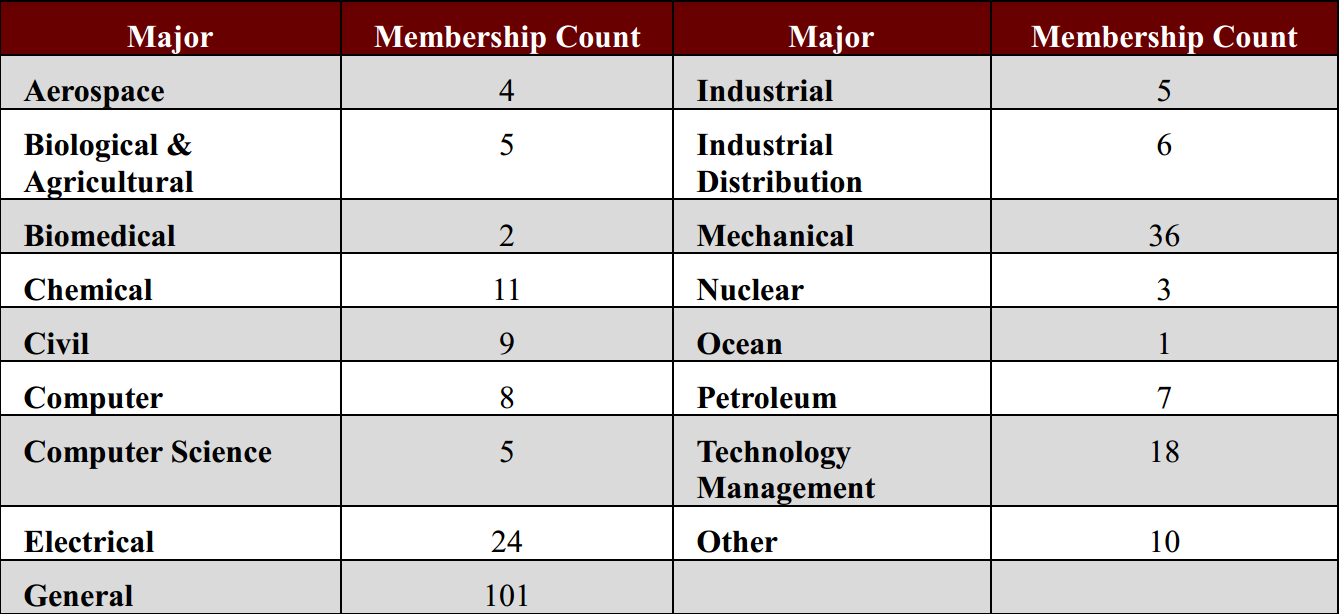 Major Membership Count Major Membership Count
Aerospace 4 Industrial 5
Biological & 5 Industrial 6
Agricultural Distribution
Biomedical 2 Mechanical 36
Chemical 11 Nuclear 3
Civil 9 Ocean 1
Computer 8 Petroleum 7
Computer Science 5 Technology 18
Management
Electrical 24 Other 10
General 101